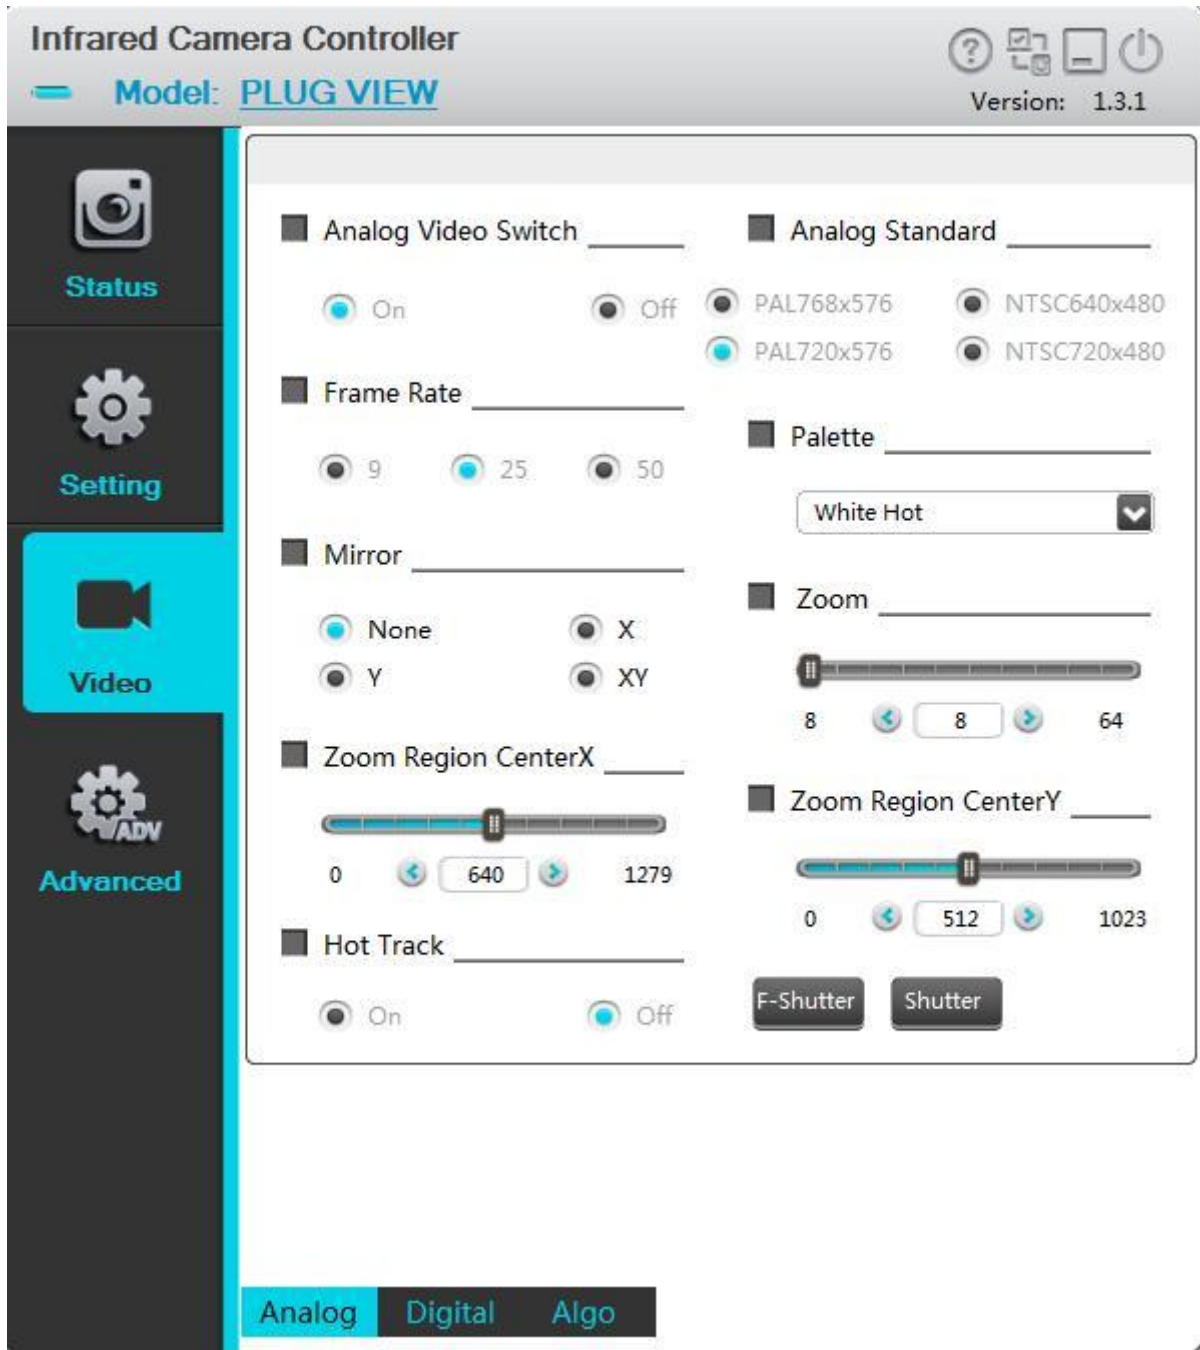 Infrared Camera Controller
Model: PLUG VIEW
Version: 1.3.1
Status
Setting
Video
ADV
Advanced
Analog Video Switch
On Off
Frame Rate
9 25 50
Mirror
None X
Y XY
Zoom Region CenterX
0 640 1279
Hot Track
On Off
Analog Standard
PAL768x576 NTSC640x480
PAL720x576 NTSC720x480
Palette
White Hot
Zoom
8 8 64
Zoom Region CenterY
0 512 1023
F-Shutter Shutter
Analog Digital Algo